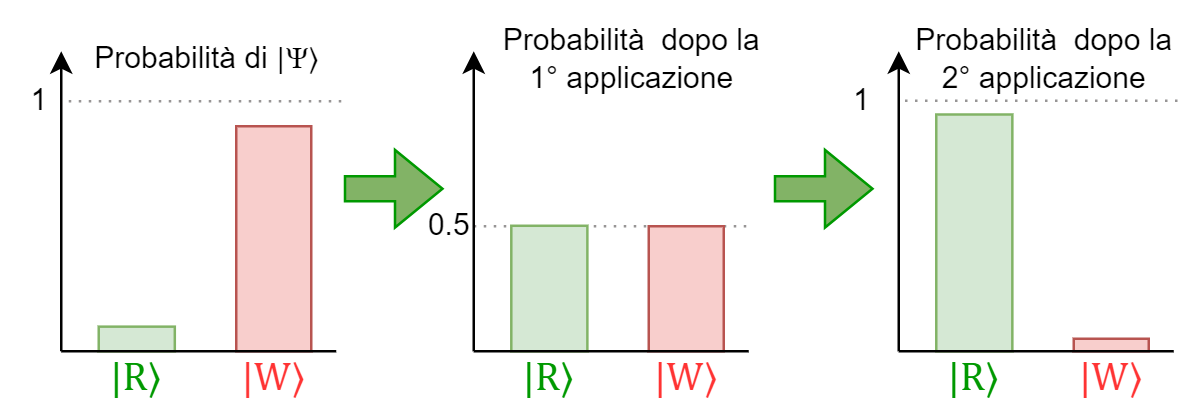 Probabilità di |Ψ⟩
1
|R⟩ |W⟩
Probabilità dopo la
1° applicazione
0.5
|R⟩ |W⟩
Probabilità dopo la
2° applicazione
1
|R⟩ |W⟩